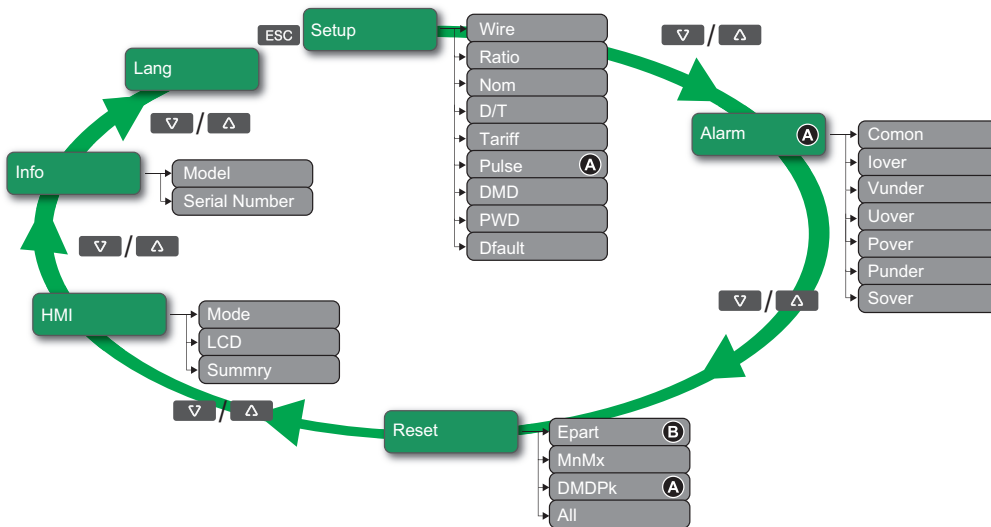 ESC
Setup
Wire
Ratio
Nom
D/T
Tariff
Pulse A
DMD
PWD
Dfault
/
Alarm A
Comon
Iover
Vunder
Uover
Pover
Punder
Sover
/
Reset
Epart B
MnMx
DMDPk A
All
/
HMI
Mode
LCD
Summry
/
Info
Model
Serial Number
/
Lang